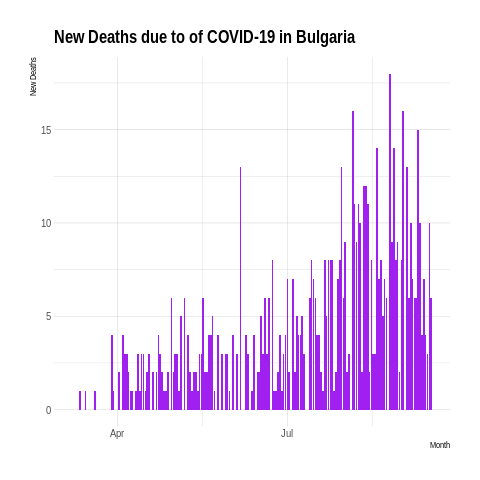 New Deaths due to of COVID-19 in Bulgaria
New Deaths
15
10
5
0
Apr
Jul
Month